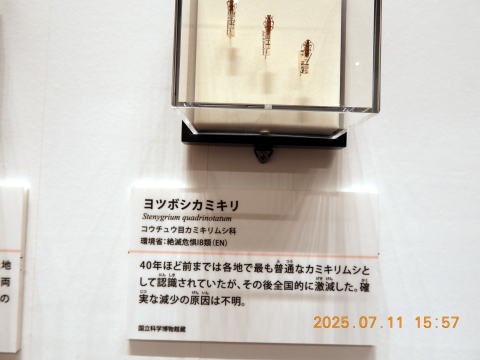 ヨツボシカミキリ
Stenygrium quadrinotatum
コウチュウ目カミキリムシ科
環境省:絶滅危惧IB類(EN)
40年ほど前までは各地で最も普通なカミキリムシと
して認識されていたが、その後全国的に激減した。確
実な減少の原因は不明。
国立科学博物館蔵
地
両
の
2025.07.11 15:57